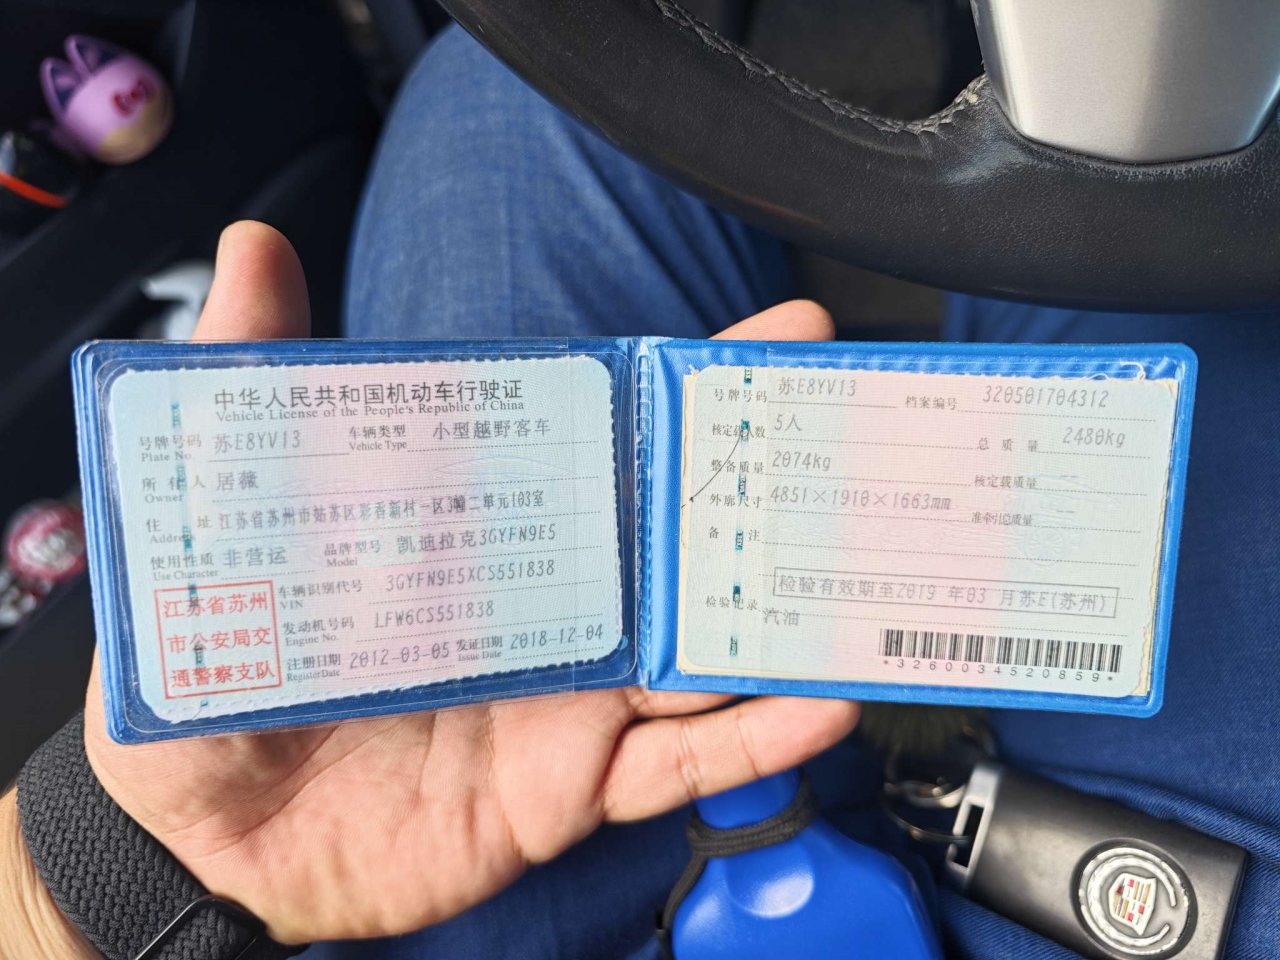 中华人民共和国机动车行驶证
Vehicle License of the People's Republic of China
号牌号码 苏E8YV13 车辆类型 小型越野客车
Plate No. Vehicle Type
所有人 居薇
Owner
住 址 江苏省苏州市姑苏区彩香新村一区3幢二单元103室
Address
使用性质 非营运 品牌型号 凯迪拉克3GYFN9E5
Use Character Model
江苏省苏州
市公安局交
通警察支队
车辆识别代号 3GYFN9E5XCS551838
VIN
发动机号码 LFW6CS551838
Engine No.
注册日期 2012-03-05 发证日期 2018-12-04
Register Date Issue Date
号牌号码 苏E8YV13 档案编号 320501704312
核定载人数 5人 总质量 2480kg
整备质量 2074kg 核定载质量 --
外廓尺寸 4851×1910×1663mm 准牵引总质量 --
备 注
检验有效期至2019 年03 月苏E(苏州)
检验记录
汽油
*3260034520859*